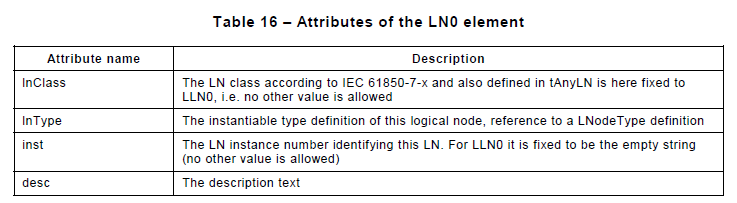 Table 16 – Attributes of the LN0 element
Attribute name Description
lnClass The LN class according to IEC 61850-7-x and also defined in tAnyLN is here fixed to
LLN0, i.e. no other value is allowed
lnType The instantiable type definition of this logical node, reference to a LNodeType definition
inst The LN instance number identifying this LN. For LLN0 it is fixed to be the empty string
(no other value is allowed)
desc The description text